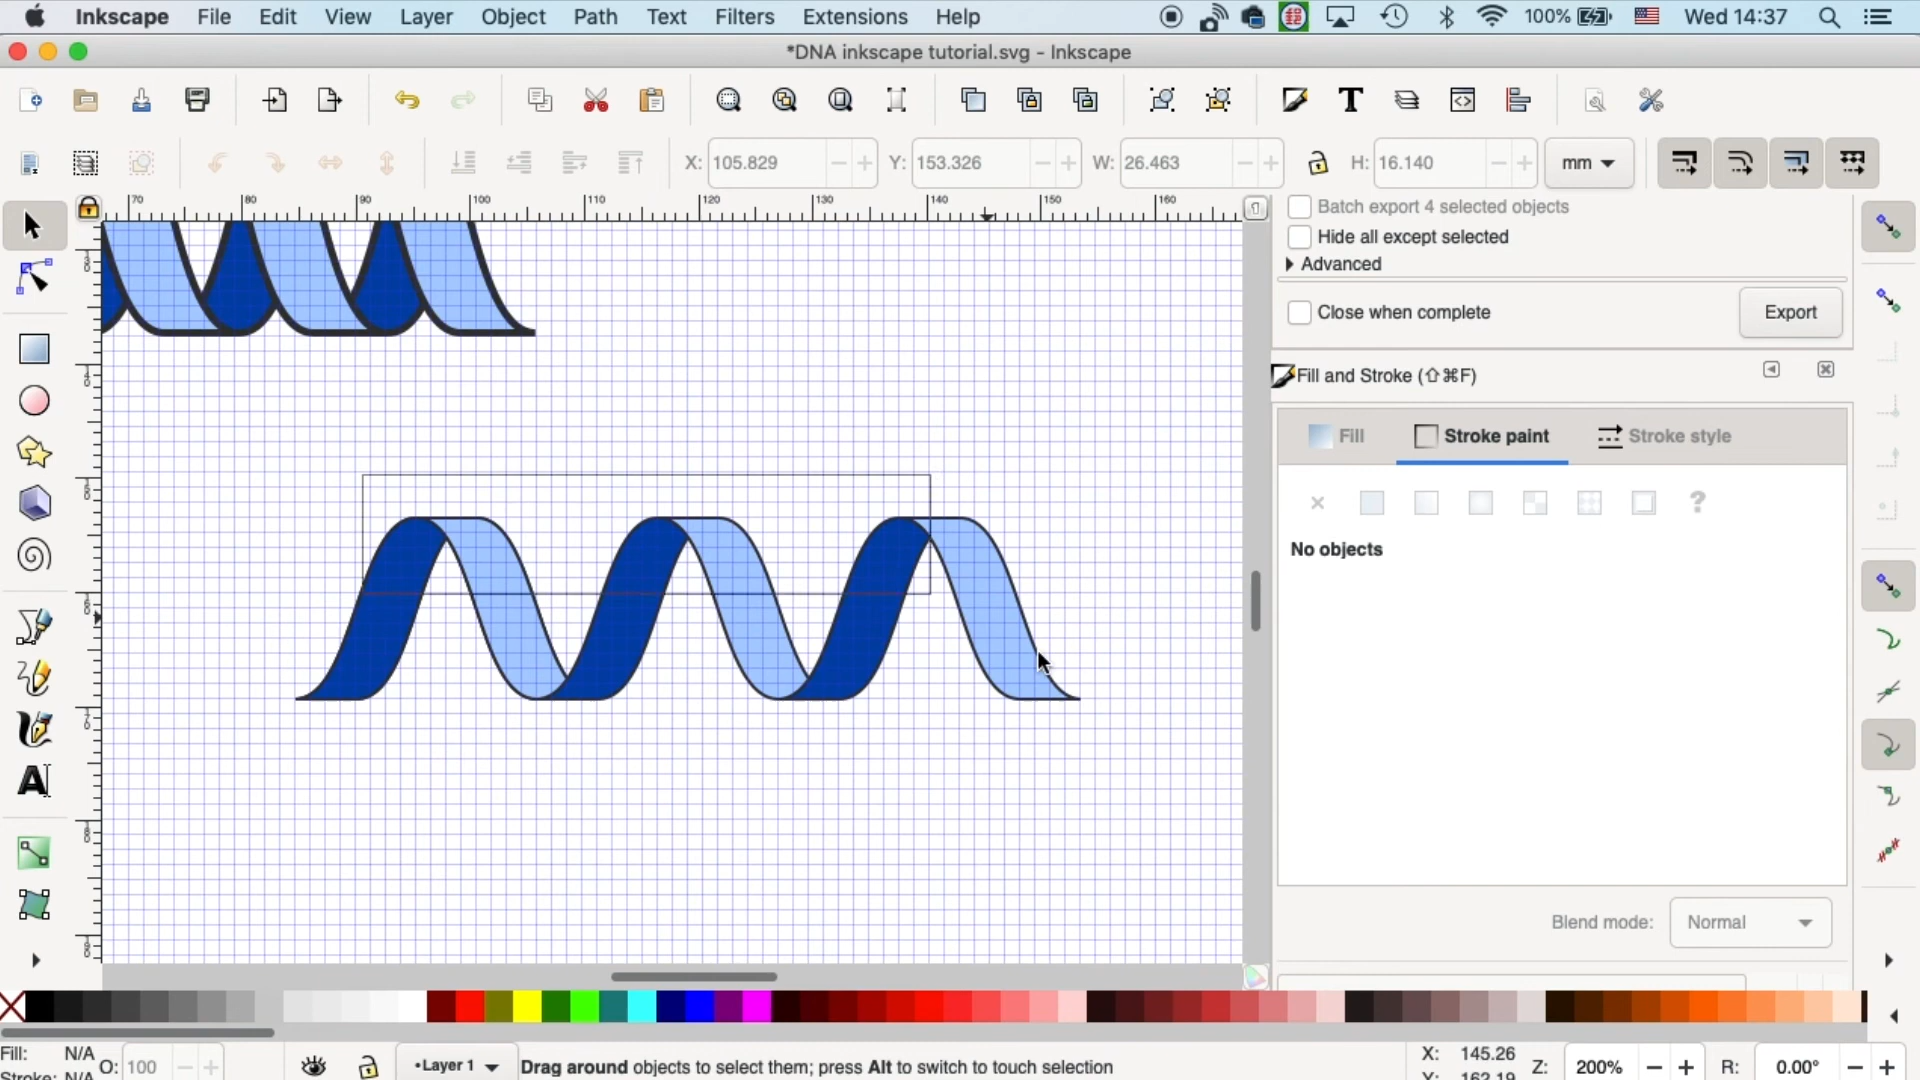 Inkscape File Edit View Layer Object Path Text Filters Extensions Help 100% Wed 14:37
*DNA inkscape tutorial.svg - Inkscape
X: 105.829 Y: 153.326 W: 26.463 H: 16.140 mm
70 80 90 100 110 120 130 140 150 160
Batch export 4 selected objects
Hide all except selected
Advanced
Close when complete Export
Fill and Stroke (⇧⌘F)
Fill Stroke paint Stroke style
No objects
Blend mode: Normal
Fill: N/A O: 100 •Layer 1 Drag around objects to select them; press Alt to switch to touch selection X: 145.26 Z: 200% R: 0.00°
Stroke: N/A Y: 162.19